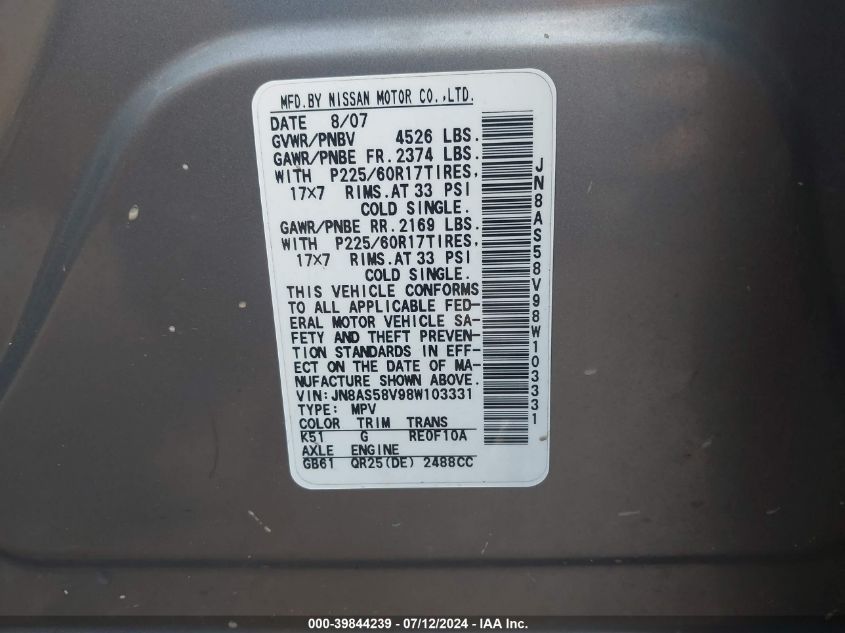 MFD.BY NISSAN MOTOR CO.,LTD.
DATE 8/07
GVWR/PNBV 4526 LBS.
GAWR/PNBE FR.2374 LBS.
WITH P225/60R17TIRES,
17×7 RIMS.AT 33 PSI
COLD SINGLE.
GAWR/PNBE RR.2169 LBS.
WITH P225/60R17TIRES,
17×7 RIMS.AT 33 PSI
COLD SINGLE.
THIS VEHICLE CONFORMS
TO ALL APPLICABLE FED-
ERAL MOTOR VEHICLE SA-
FETY AND THEFT PREVEN-
TION STANDARDS IN EFF-
ECT ON THE DATE OF MA-
NUFACTURE SHOWN ABOVE.
VIN:JN8AS58V98W103331
TYPE: MPV
COLOR TRIM TRANS
K51 G RE0F10A
AXLE ENGINE
GB61 QR25(DE) 2488CC
JN8AS58V98W103331
000-39844239 - 07/12/2024 - IAA Inc.